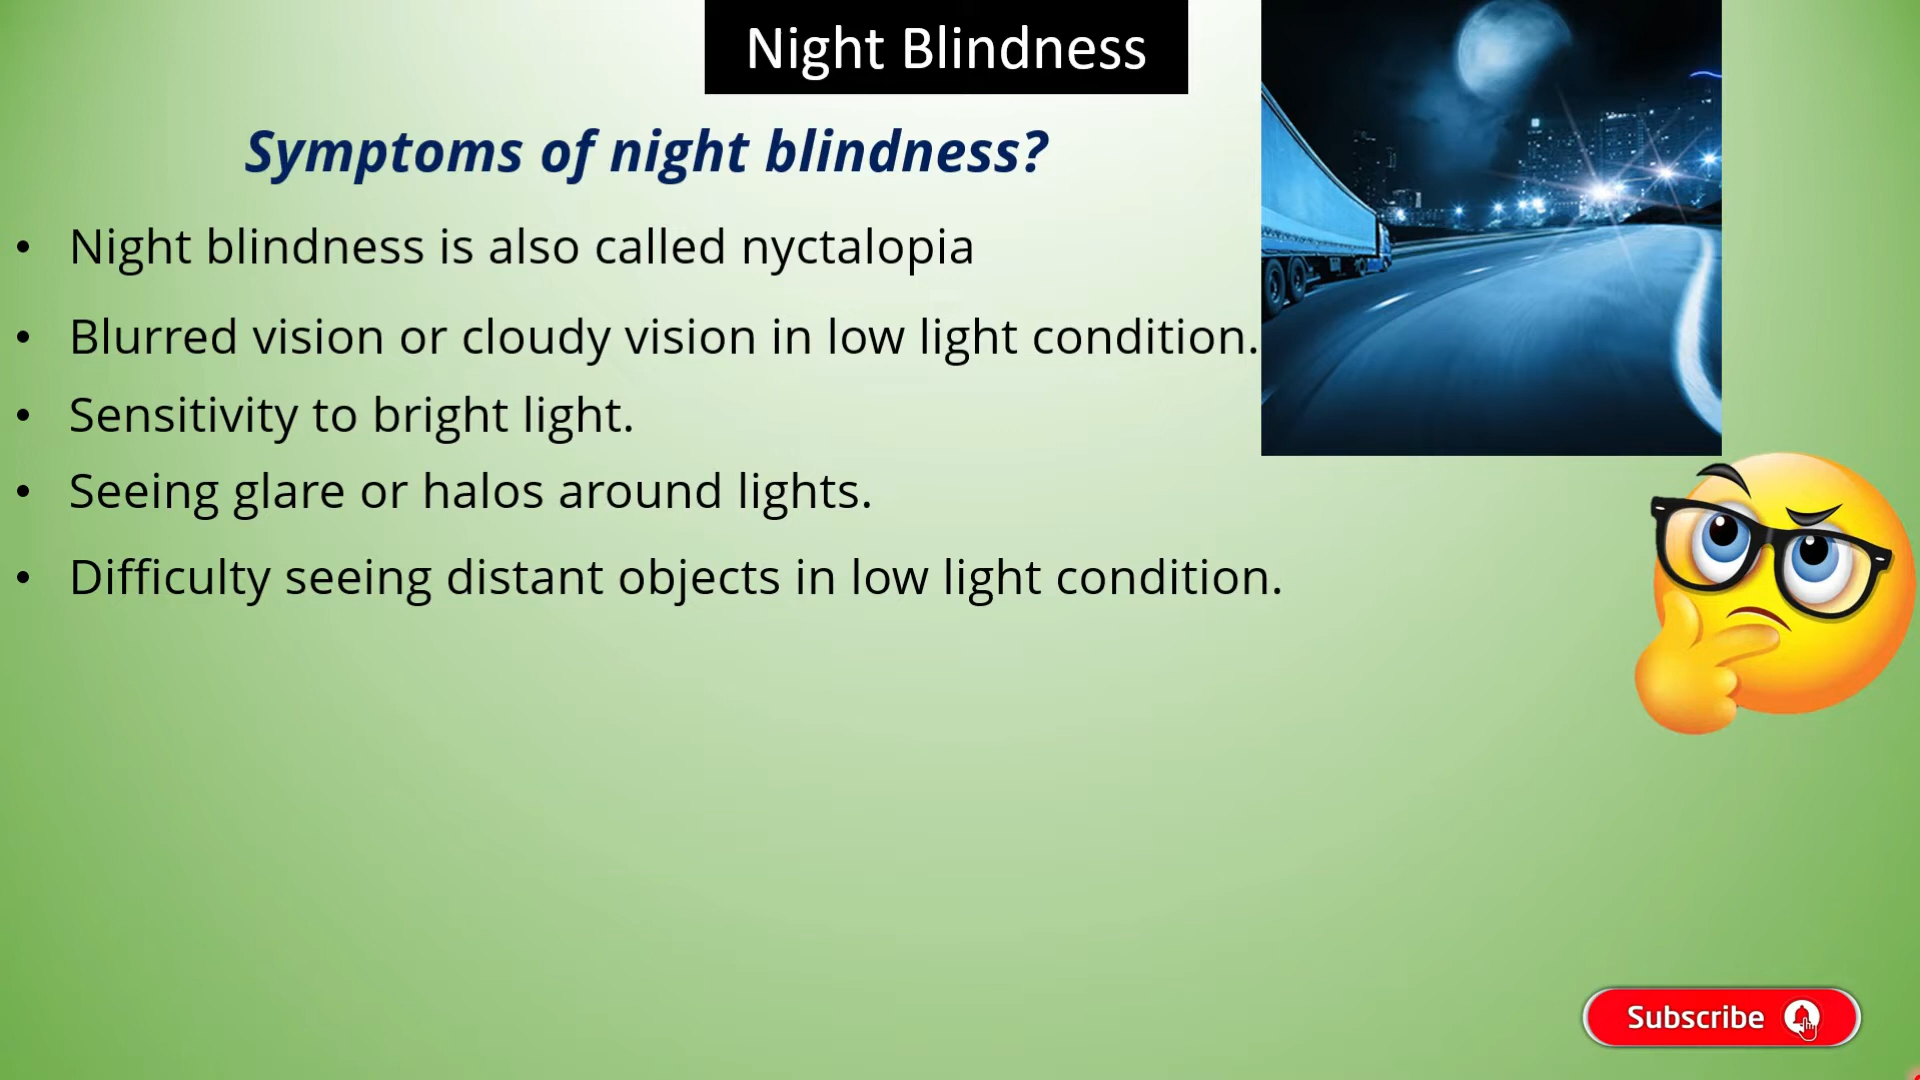 Night Blindness
Symptoms of night blindness?
• Night blindness is also called nyctalopia
• Blurred vision or cloudy vision in low light condition.
• Sensitivity to bright light.
• Seeing glare or halos around lights.
• Difficulty seeing distant objects in low light condition.
Subscribe